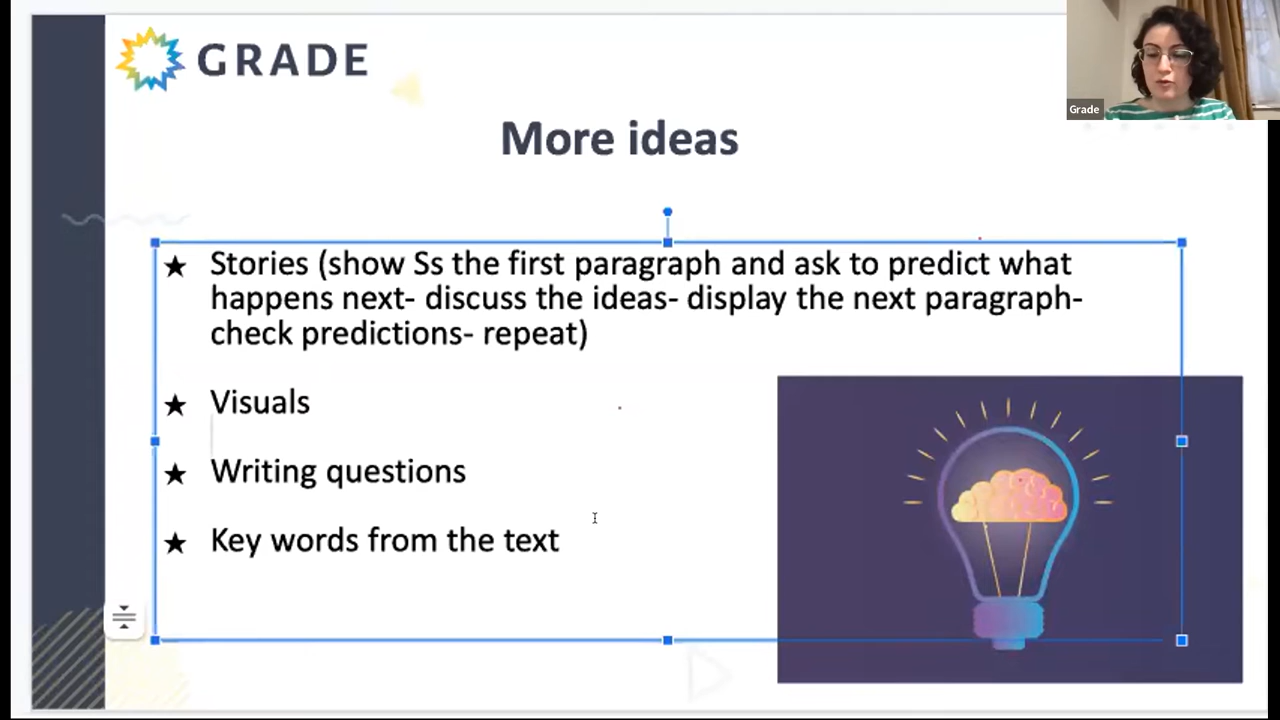 GRADE
Grade
More ideas
★ Stories (show Ss the first paragraph and ask to predict what
happens next- discuss the ideas- display the next paragraph-
check predictions- repeat)
★ Visuals
★ Writing questions
★ Key words from the text